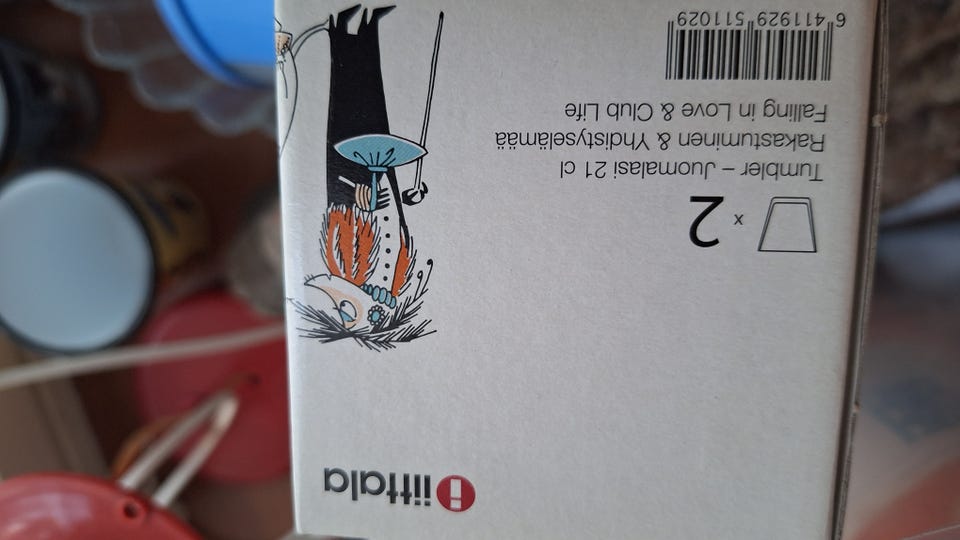 i iittala
x 2
Tumbler – Juomalasi 21 cl
Rakastuminen & Yhdistyselämää
Falling in Love & Club Life
6 411929 511029